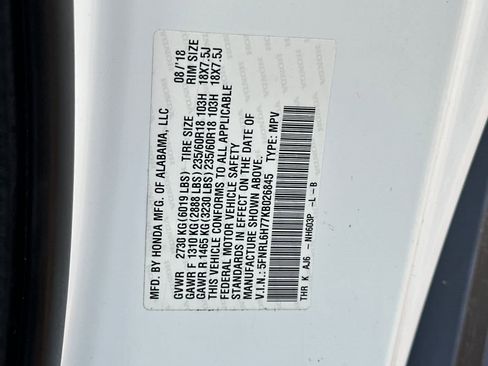 MFD. BY HONDA MFG. OF ALABAMA, LLC 08/'18
GVWR 2730 KG(6019 LBS) TIRE SIZE RIM SIZE
GAWR F 1310 KG(2888 LBS) 235/60R18 103H 18X7.5J
GAWR R 1465 KG(3230 LBS) 235/60R18 103H 18X7.5J
THIS VEHICLE CONFORMS TO ALL APPLICABLE
FEDERAL MOTOR VEHICLE SAFETY
STANDARDS IN EFFECT ON THE DATE OF
MANUFACTURE SHOWN ABOVE.
V.I.N.: 5FNRL6H77KB026845 TYPE: MPV
THR K AJ6 -NH603P -L -B